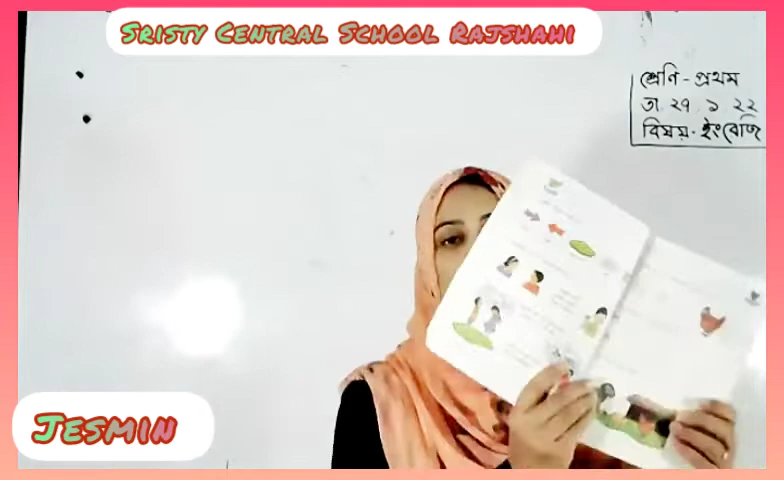 Sristy Central School Rajshahi
শ্রেণি - প্রথম
তা. ২৭. ১ ২২
বিষয় - ইংরেজি
Jesmin